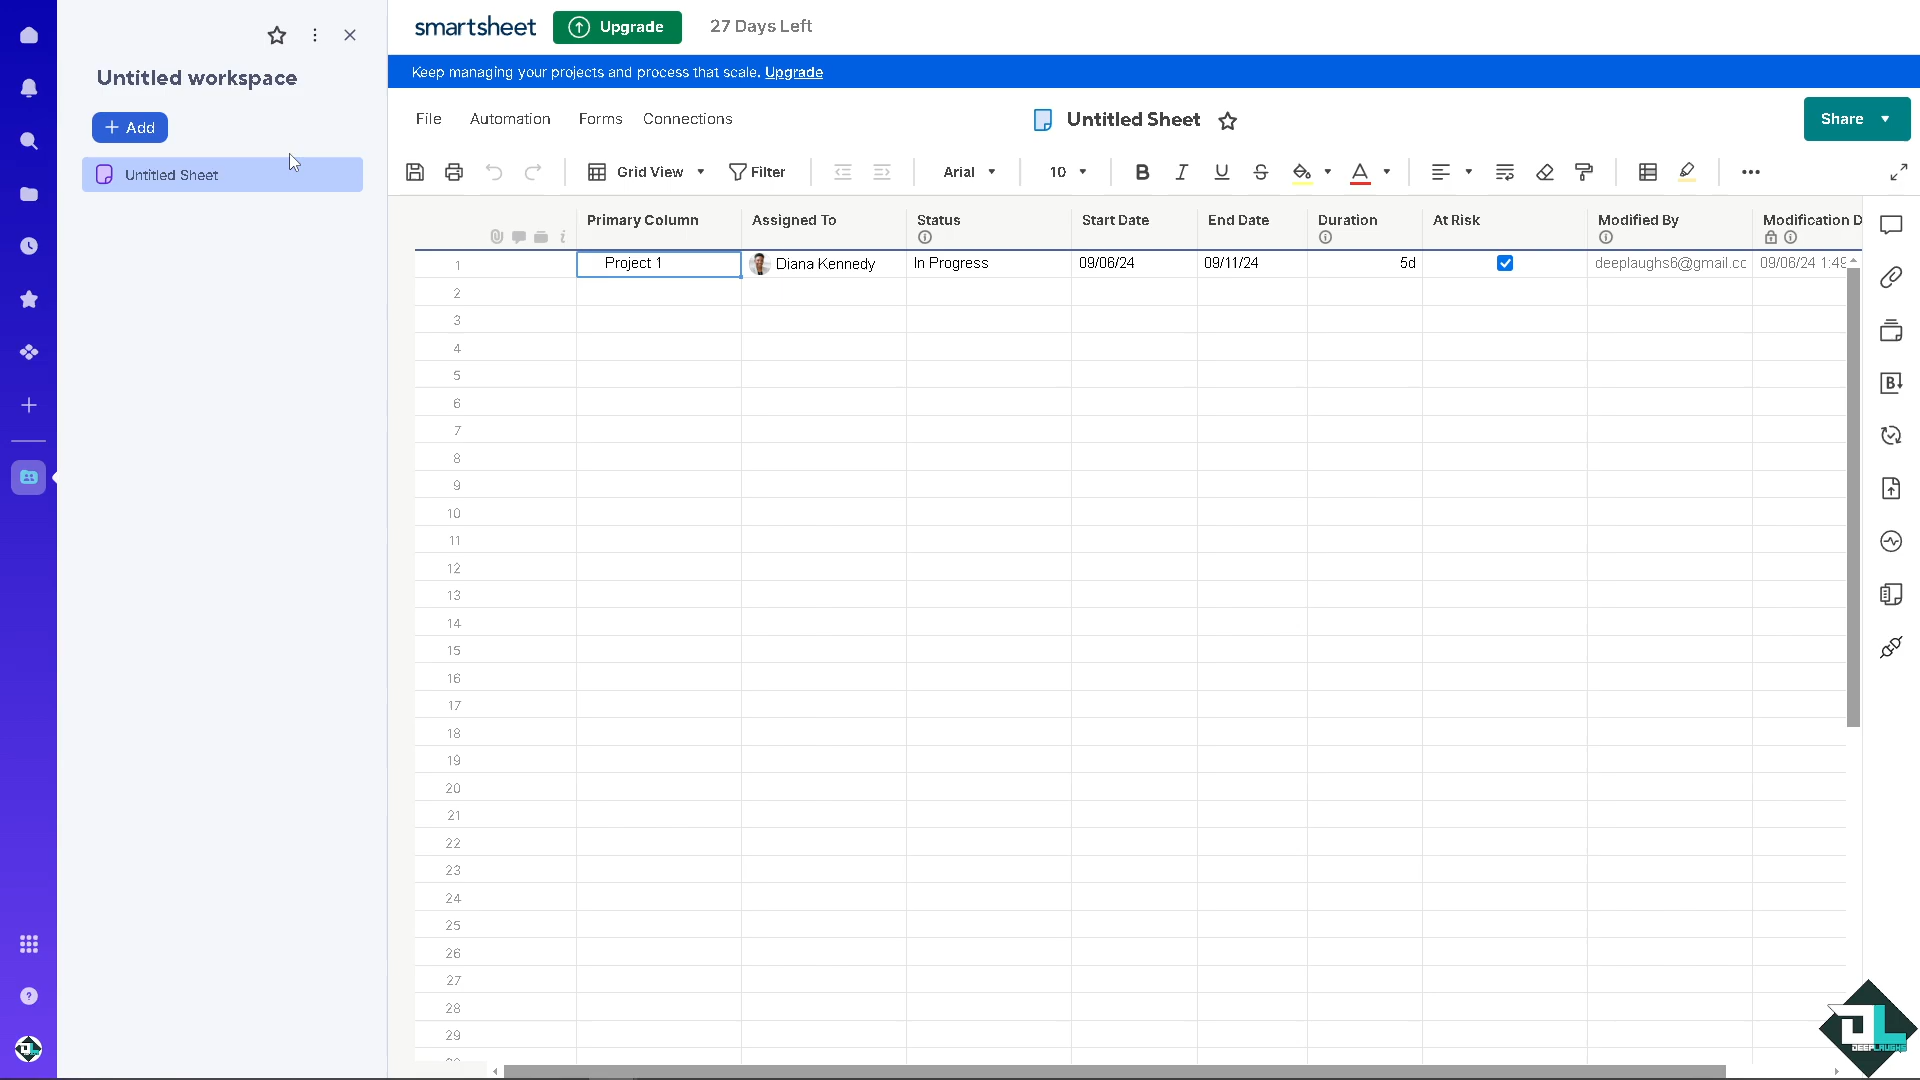 smartsheet
Upgrade
27 Days Left
Keep managing your projects and process that scale. Upgrade
Untitled workspace
+ Add
Untitled Sheet
File Automation Forms Connections
Untitled Sheet
Share
Grid View Filter Arial 10 B I U S A
Primary Column Assigned To Status Start Date End Date Duration At Risk Modified By Modification D
1 Project 1 Diana Kennedy In Progress 09/06/24 09/11/24 5d deeplaughs6@gmail.cc 09/06/24 1:49
2
3
4
5
6
7
8
9
10
11
12
13
14
15
16
17
18
19
20
21
22
23
24
25
26
27
28
29
DL
DEEPLAUGHS